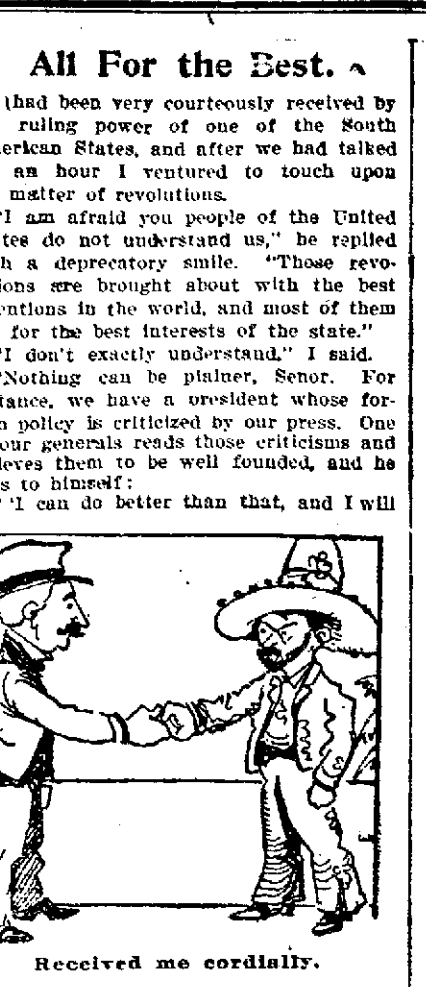 All For the Best.
had been very courteously received by
ruling power of one of the South
erican States, and after we had talked
an hour I ventured to touch upon
matter of revolutions.
"I am afraid you people of the United
tes do not understand us," he replied
h a deprecatory smile. "Those revo-
ions are brought about with the best
entions in the world, and most of them
for the best interests of the state."
"I don't exactly understand." I said.
"Nothing can be plainer, Senor. For
tance, we have a president whose for-
n policy is criticized by our press. One
our generals reads those criticisms and
ieves them to be well founded, and he
s to himself:
"'I can do better than that, and I will
Received me cordially.